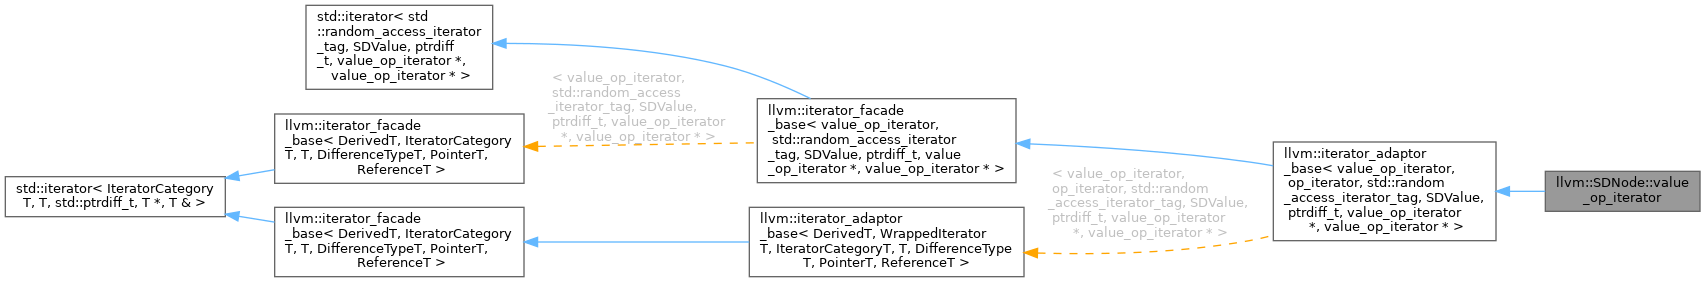 std::iterator< std
::random_access_iterator
_tag, SDValue, ptrdiff
_t, value_op_iterator *,
value_op_iterator * >
< value_op_iterator,
std::random_access
_iterator_tag, SDValue,
ptrdiff_t, value_op_iterator
*, value_op_iterator * >
llvm::iterator_facade
_base< DerivedT, IteratorCategory
T, T, DifferenceTypeT, PointerT,
ReferenceT >
std::iterator< IteratorCategory
T, T, std::ptrdiff_t, T *, T & >
llvm::iterator_facade
_base< DerivedT, IteratorCategory
T, T, DifferenceTypeT, PointerT,
ReferenceT >
llvm::iterator_facade
_base< value_op_iterator,
std::random_access_iterator
_tag, SDValue, ptrdiff_t, value
_op_iterator *, value_op_iterator * >
llvm::iterator_adaptor
_base< DerivedT, WrappedIterator
T, IteratorCategoryT, T, DifferenceType
T, PointerT, ReferenceT >
< value_op_iterator,
op_iterator, std::random
_access_iterator_tag, SDValue,
ptrdiff_t, value_op_iterator
*, value_op_iterator * >
llvm::iterator_adaptor
_base< value_op_iterator,
op_iterator, std::random
_access_iterator_tag, SDValue,
ptrdiff_t, value_op_iterator
*, value_op_iterator * >
llvm::SDNode::value
_op_iterator